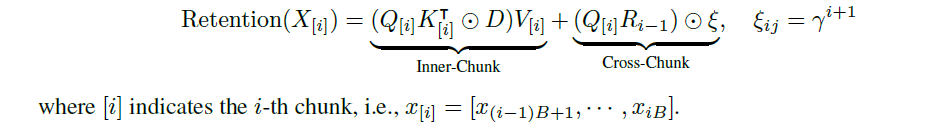 Retention(X_{[i]}) = (Q_{[i]}K_{[i]}^⊺ ⊙ D)V_{[i]} + (Q_{[i]}R_{i−1}) ⊙ ξ, ξ_{ij} = γ^{i+1}
Inner-Chunk Cross-Chunk
where [i] indicates the i-th chunk, i.e., x_{[i]} = [x_{(i−1)B+1}, ⋯ , x_{iB}].